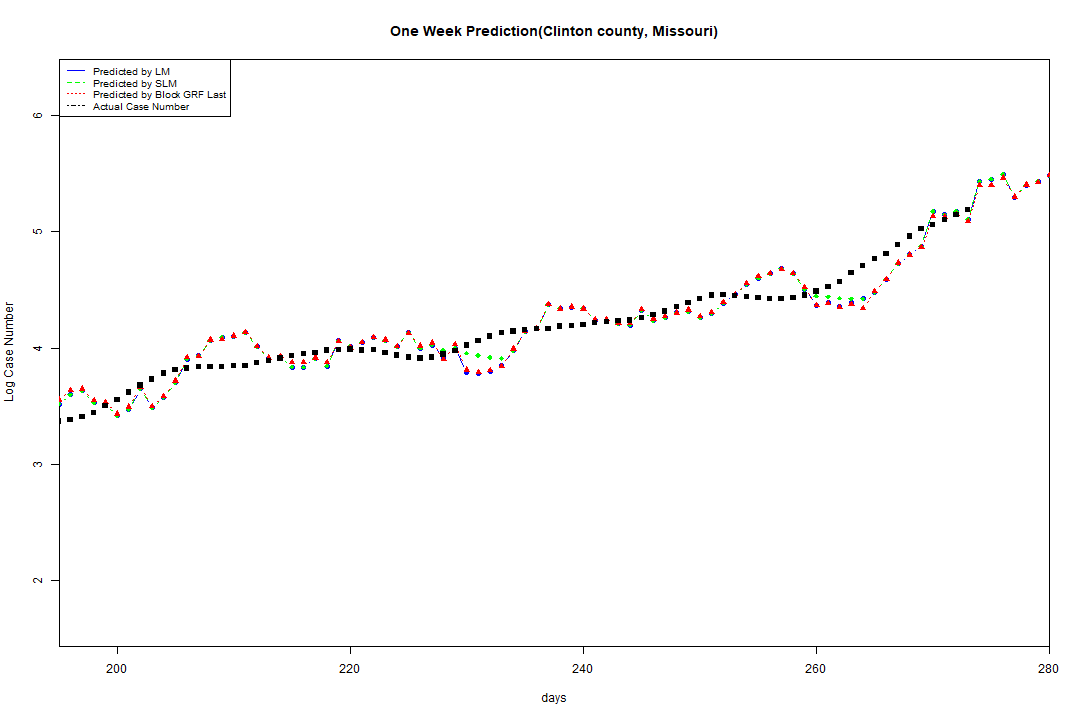 One Week Prediction(Clinton county, Missouri)
Predicted by LM
Predicted by SLM
Predicted by Block GRF Last
Actual Case Number
6
5
4
3
2
Log Case Number
200 220 240 260 280
days